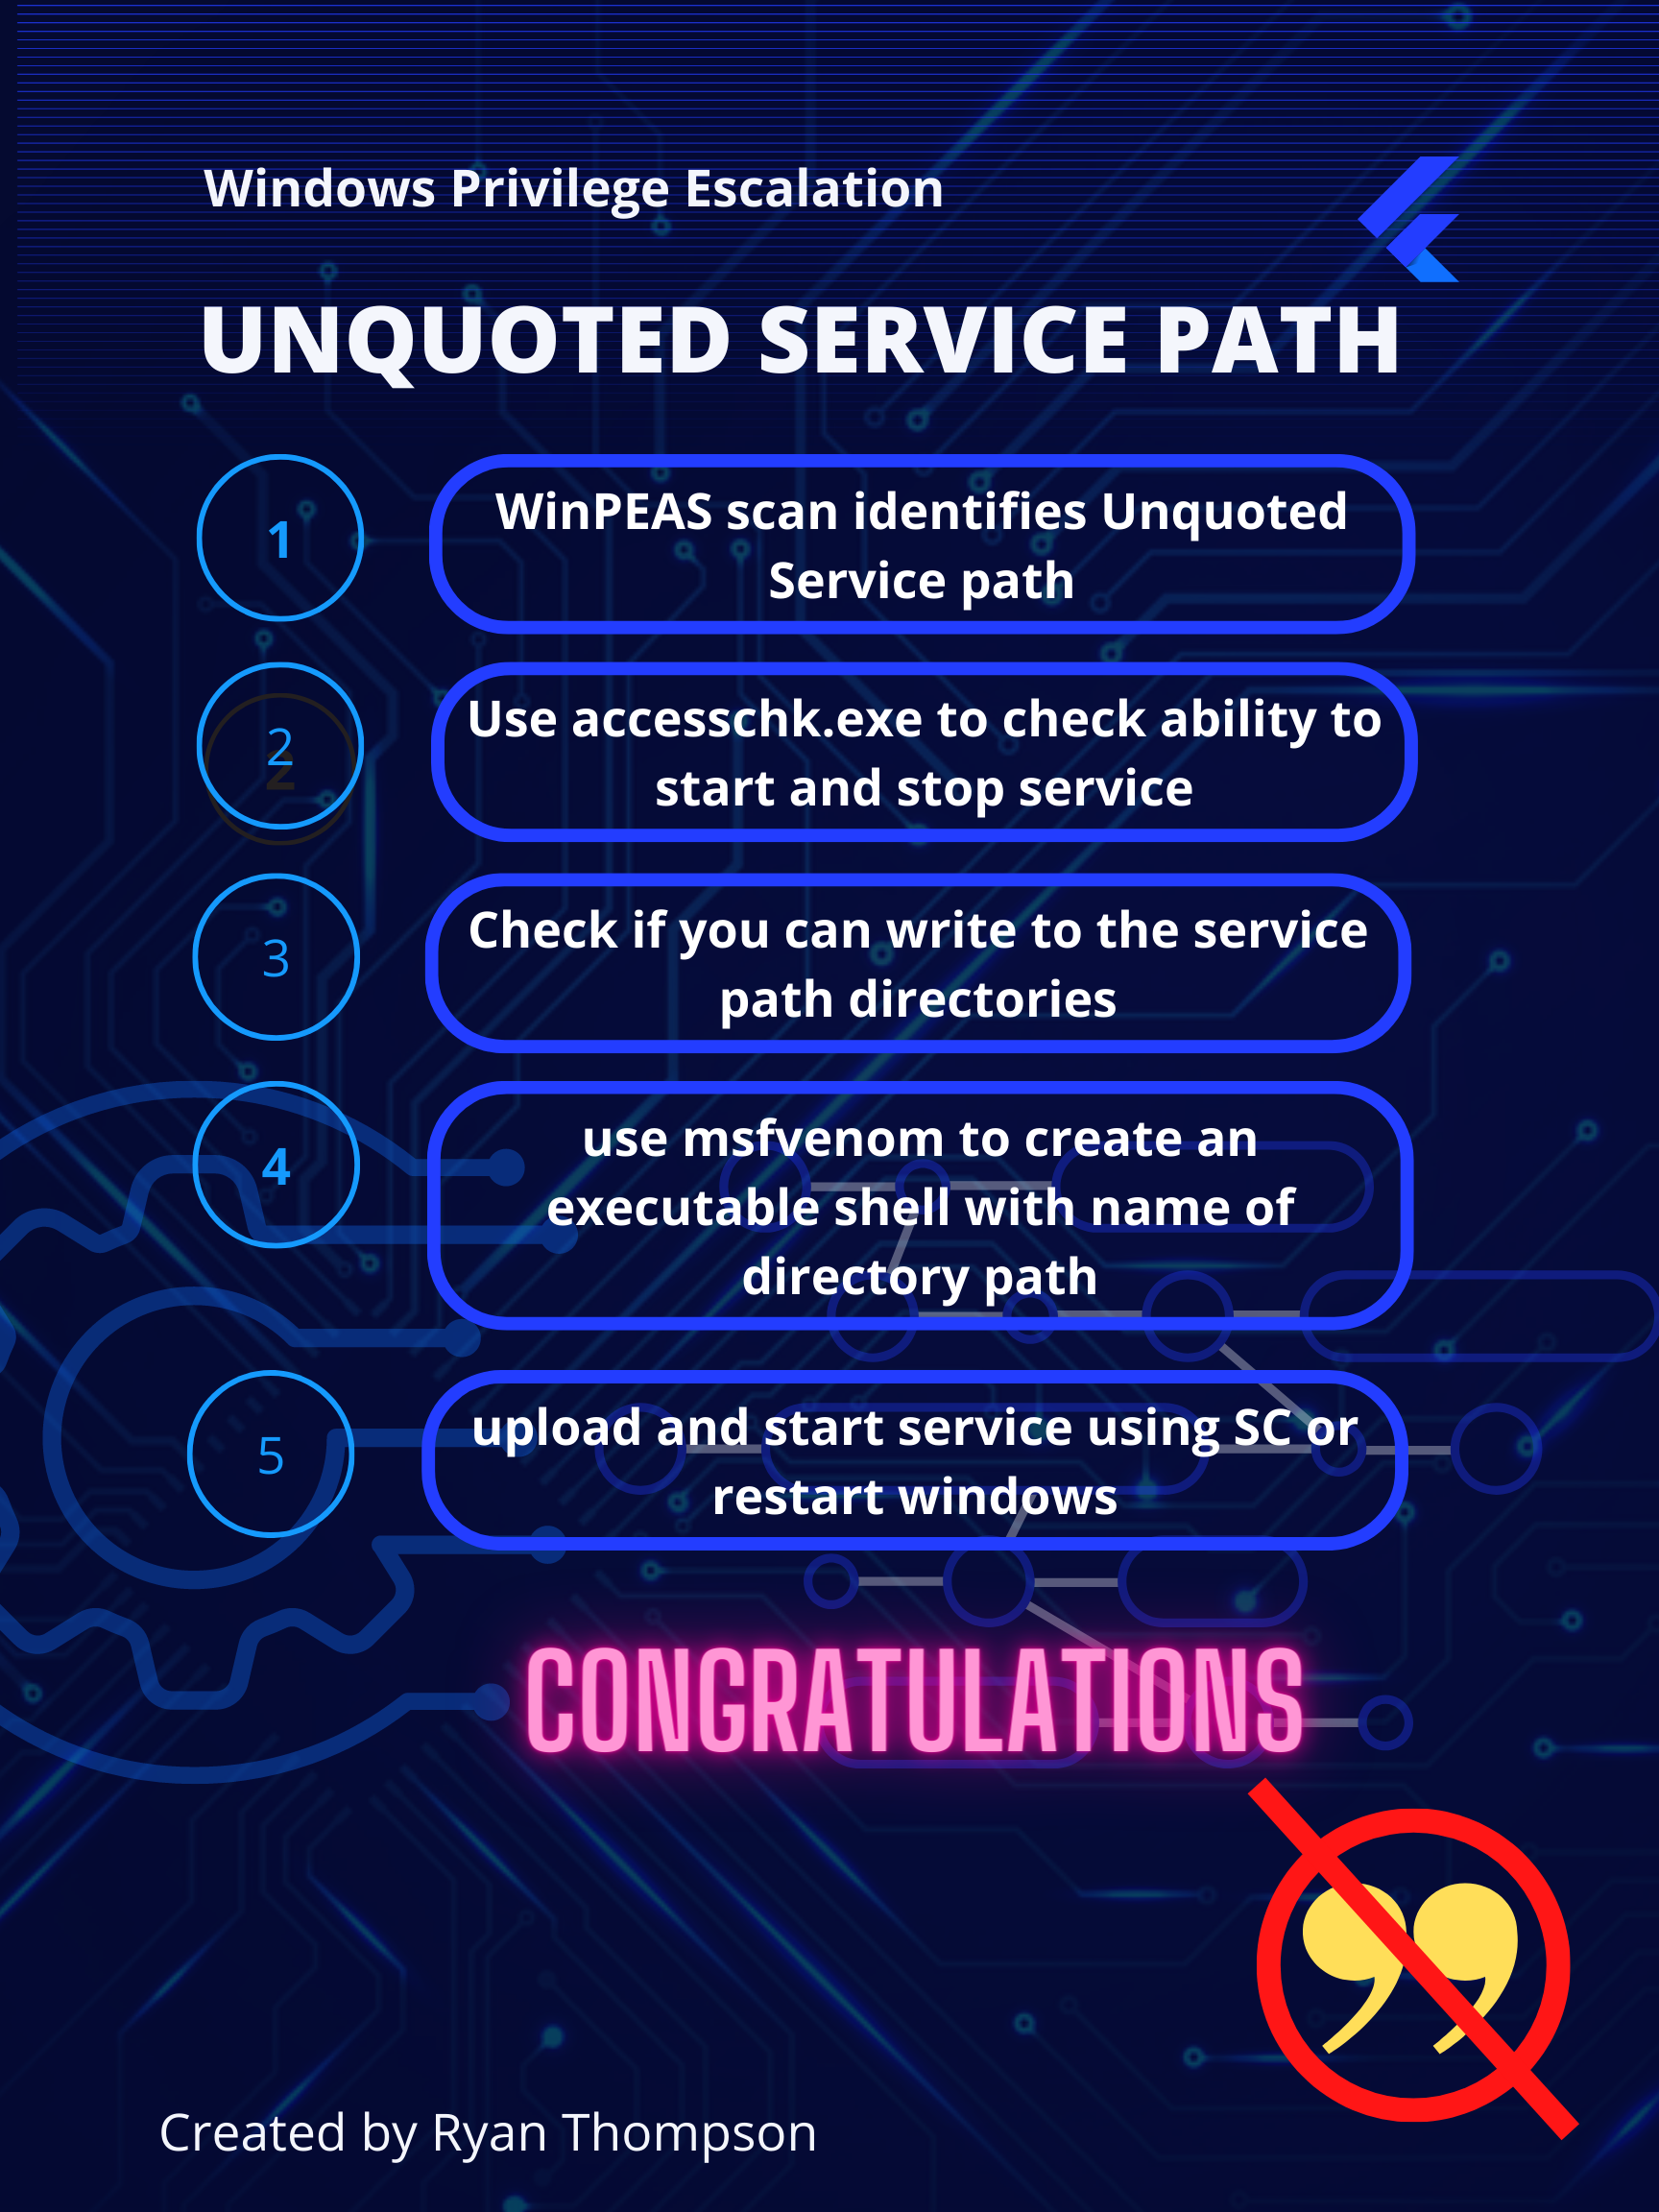 Windows Privilege Escalation
UNQUOTED SERVICE PATH
1
WinPEAS scan identifies Unquoted
Service path
2
2
Use accesschk.exe to check ability to
start and stop service
3
Check if you can write to the service
path directories
4
use msfvenom to create an
executable shell with name of
directory path
5
upload and start service using SC or
restart windows
CONGRATULATIONS
Created by Ryan Thompson